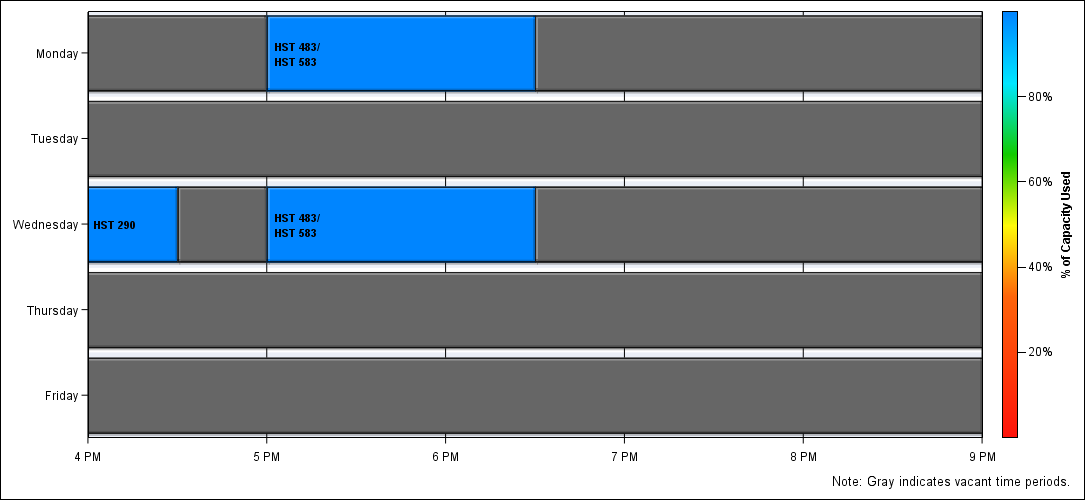 Monday
HST 483/
HST 583
Tuesday
Wednesday
HST 290
HST 483/
HST 583
Thursday
Friday
4 PM
5 PM
6 PM
7 PM
8 PM
9 PM
80%
60%
40%
20%
% of Capacity Used
Note: Gray indicates vacant time periods.